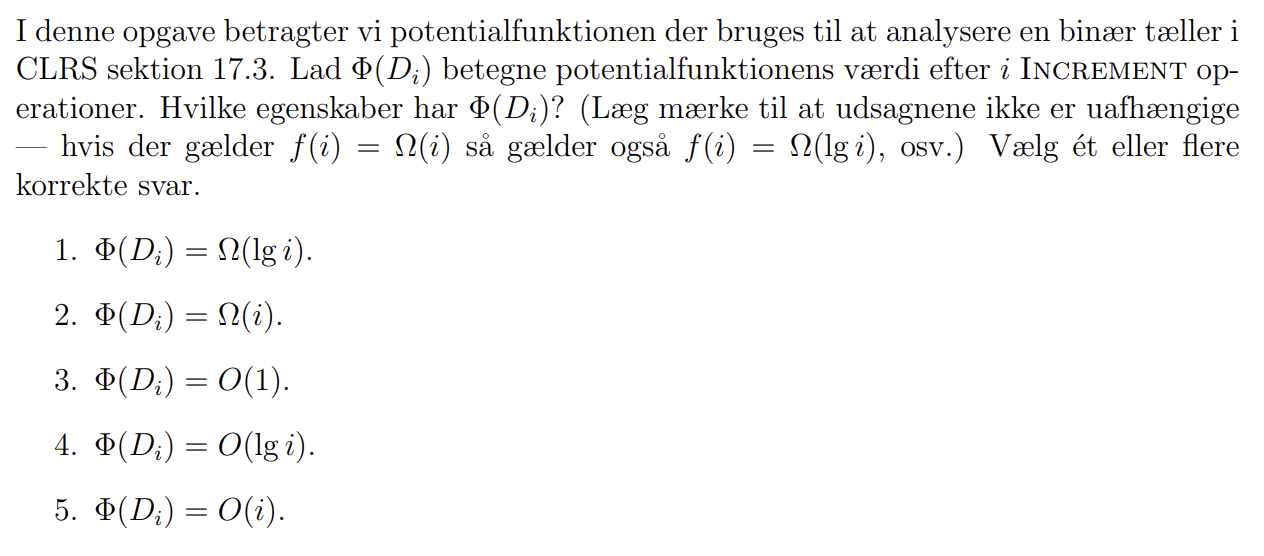 I denne opgave betragter vi potentialfunktionen der bruges til at analysere en binær tæller i
CLRS sektion 17.3. Lad Φ(D_i) betegne potentialfunktionens værdi efter i INCREMENT op-
erationer. Hvilke egenskaber har Φ(D_i)? (Læg mærke til at udsagnene ikke er uafhængige
— hvis der gælder f(i) = Ω(i) så gælder også f(i) = Ω(lg i), osv.) Vælg ét eller flere
korrekte svar.
1. Φ(D_i) = Ω(lg i).
2. Φ(D_i) = Ω(i).
3. Φ(D_i) = O(1).
4. Φ(D_i) = O(lg i).
5. Φ(D_i) = O(i).